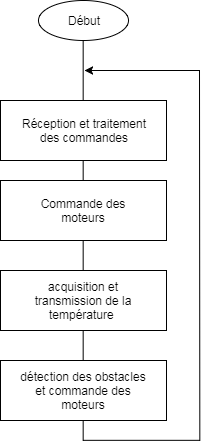 Début
Réception et traitement
des commandes
Commande des
moteurs
acquisition et
transmission de la
température
détection des obstacles
et commande des
moteurs